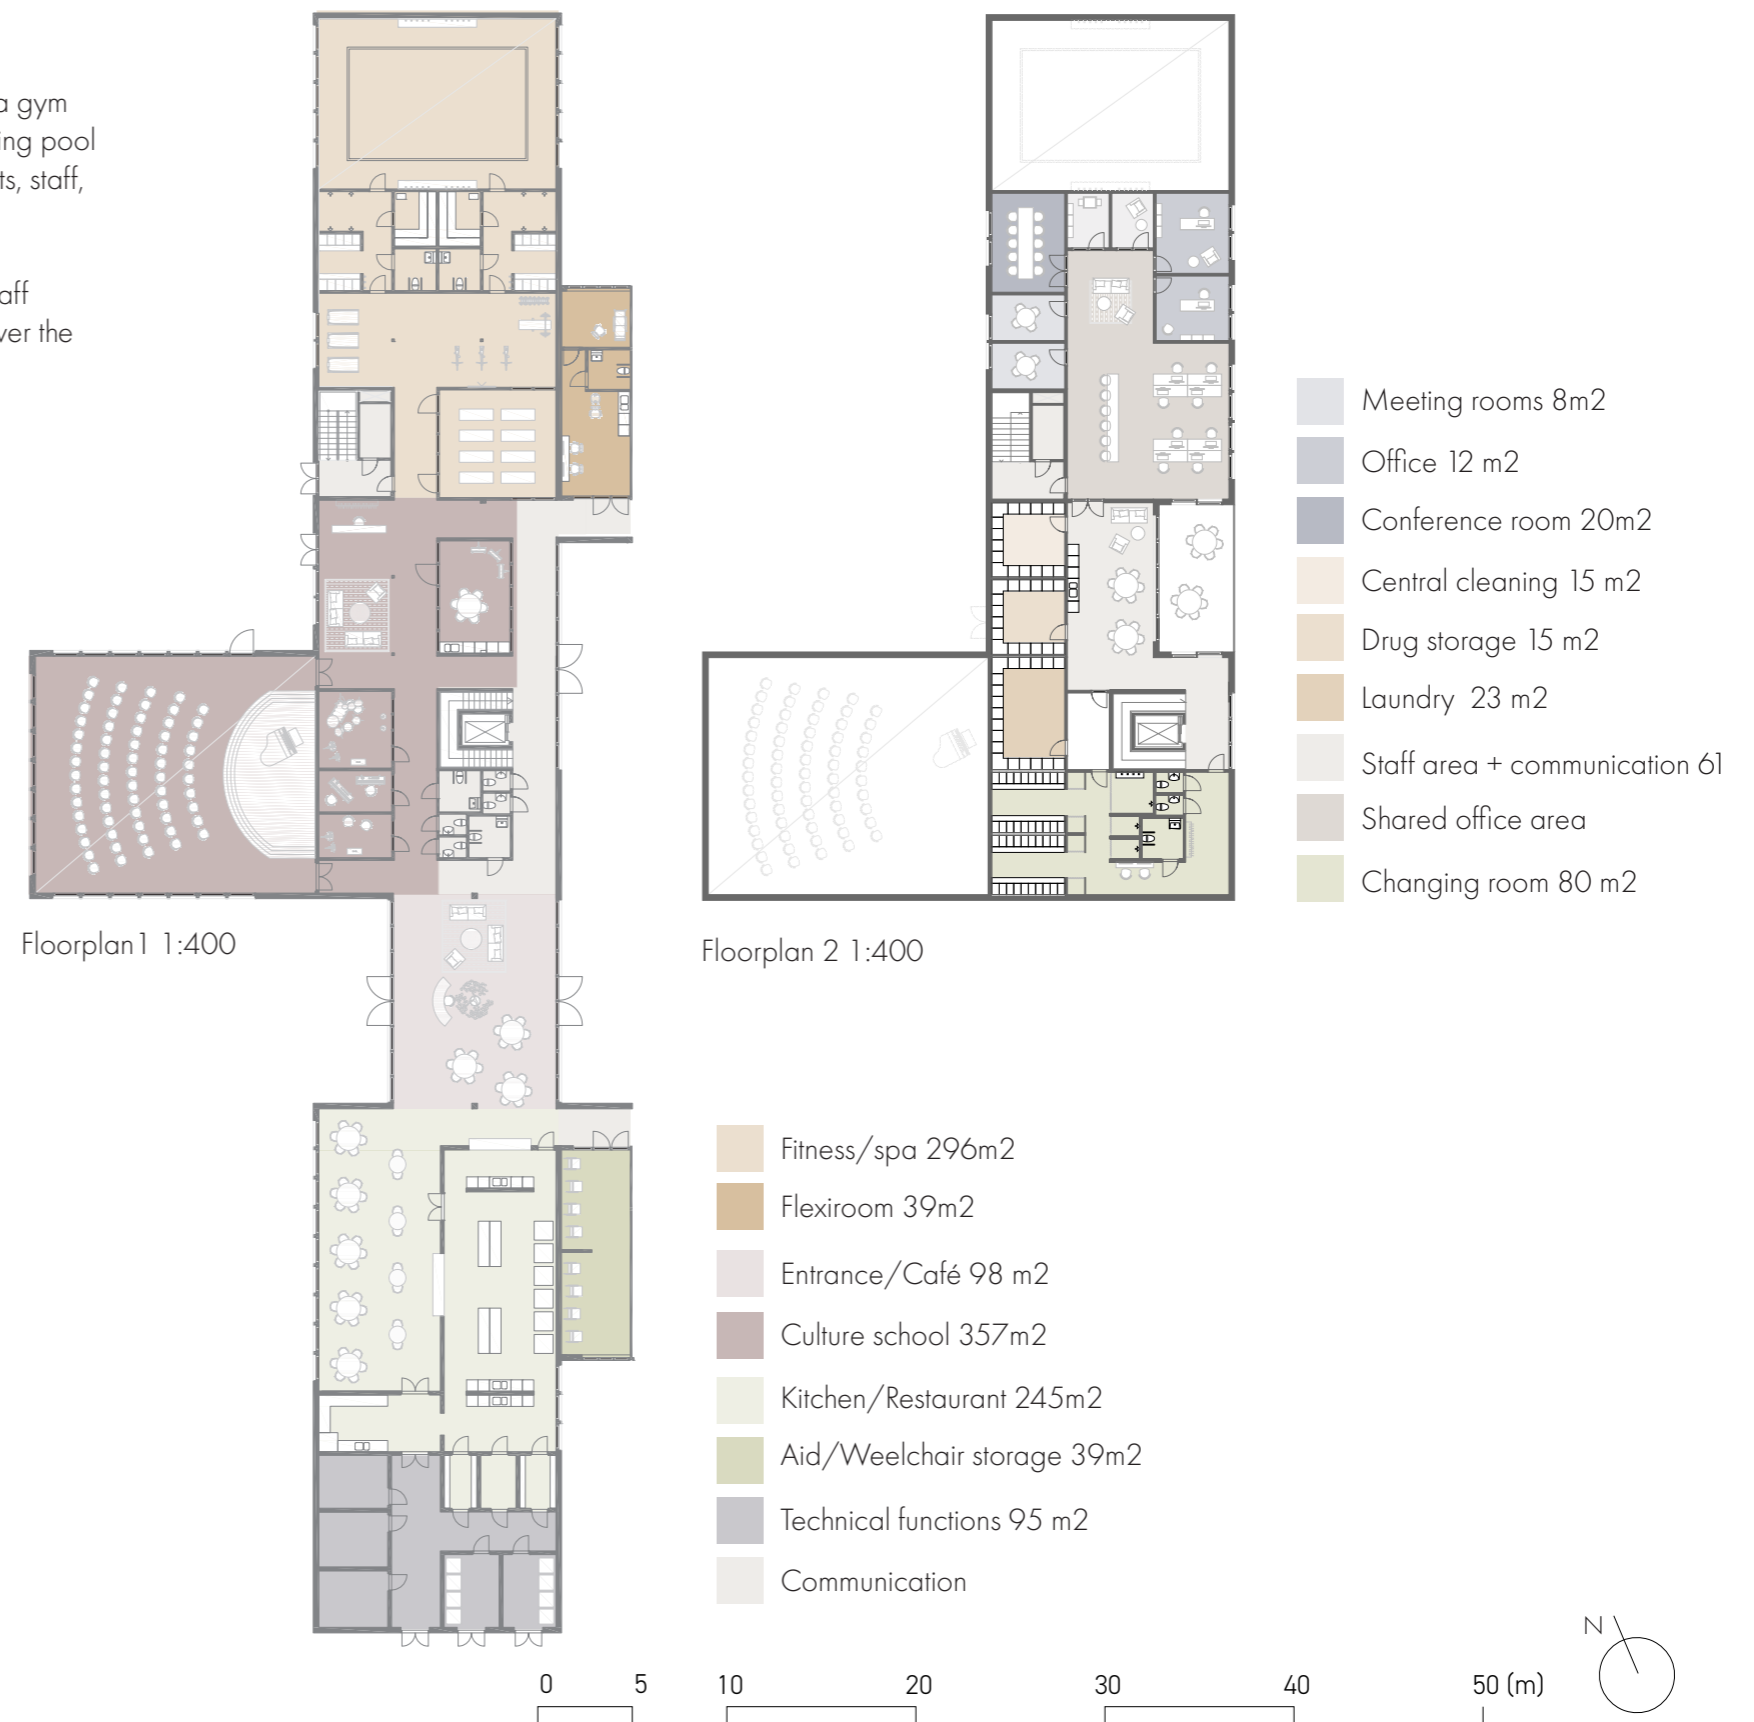 a gym
ing pool
ts, staff,
aff
ver the
Meeting rooms 8m2
Office 12 m2
Conference room 20m2
Central cleaning 15 m2
Drug storage 15 m2
Laundry 23 m2
Staff area + communication 61
Shared office area
Changing room 80 m2
Floorplan1 1:400
Floorplan 2 1:400
Fitness/spa 296m2
Flexiroom 39m2
Entrance/Café 98 m2
Culture school 357m2
Kitchen/Restaurant 245m2
Aid/Weelchair storage 39m2
Technical functions 95 m2
Communication
N
0 5 10 20 30 40 50 (m)